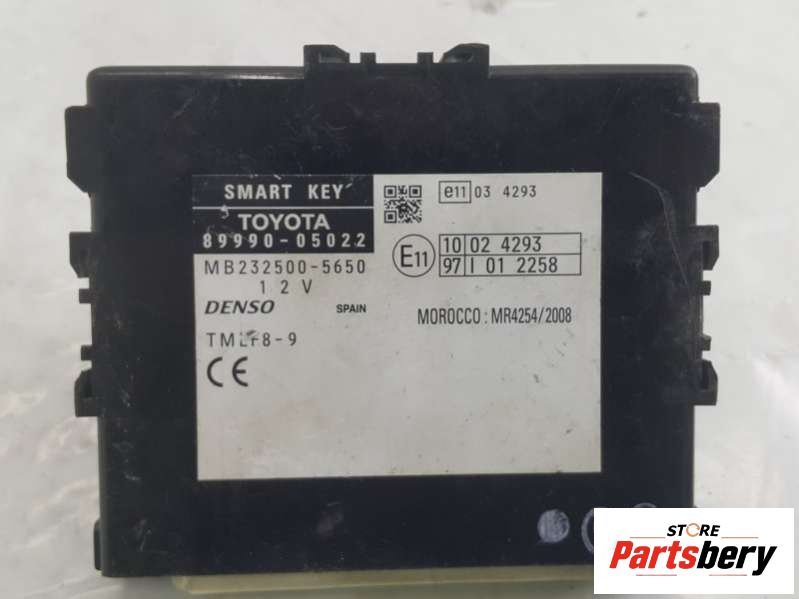 SMART KEY
TOYOTA
89990-05022
MB232500-5650
12V
DENSO SPAIN
TMLF8-9
CE
e11 03 4293
E11
10 02 4293
97 I 01 2258
MOROCCO : MR4254/2008
STORE
Partsbery